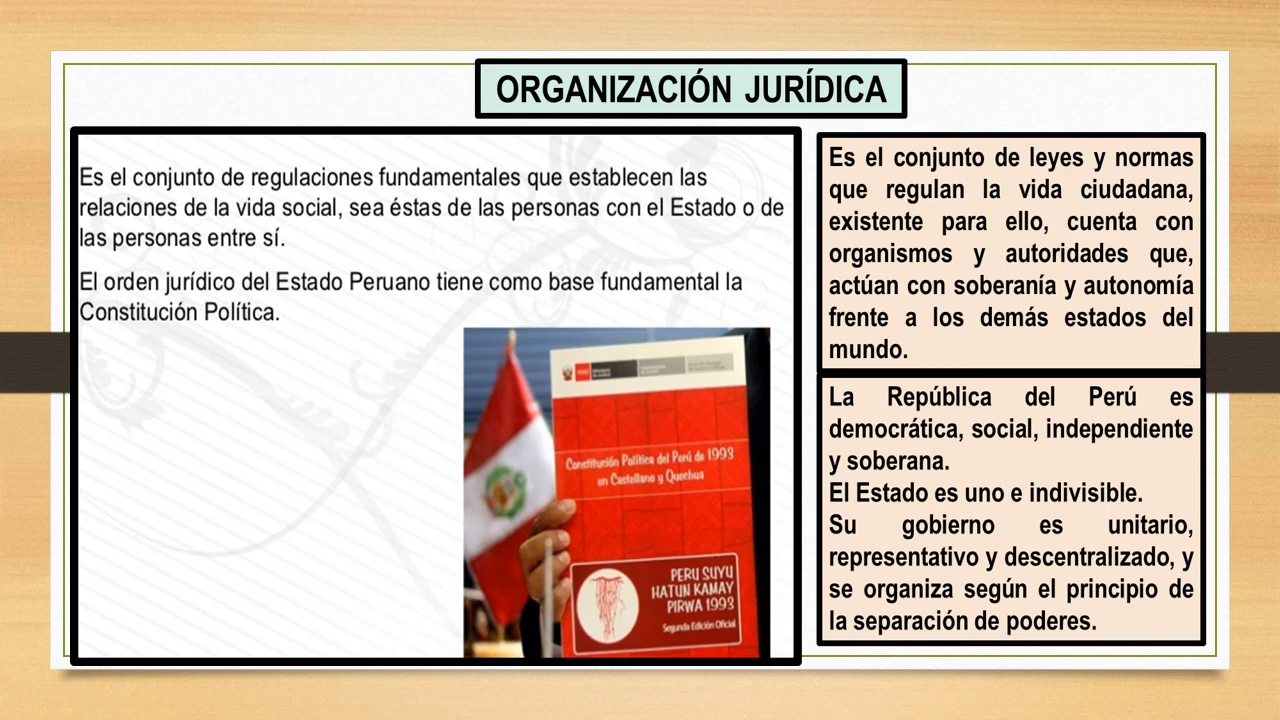 ORGANIZACIÓN JURÍDICA
Es el conjunto de regulaciones fundamentales que establecen las
relaciones de la vida social, sea éstas de las personas con el Estado o de
las personas entre sí.
El orden jurídico del Estado Peruano tiene como base fundamental la
Constitución Política.
PERÚ
Constitución Política del Perú de 1993
en Castellano y Quechua
PERU SUYU
HATUN KAMAY
PIRWA 1993
Segunda Edición Oficial
Es el conjunto de leyes y normas
que regulan la vida ciudadana,
existente para ello, cuenta con
organismos y autoridades que,
actúan con soberanía y autonomía
frente a los demás estados del
mundo.
La República del Perú es
democrática, social, independiente
y soberana.
El Estado es uno e indivisible.
Su gobierno es unitario,
representativo y descentralizado, y
se organiza según el principio de
la separación de poderes.